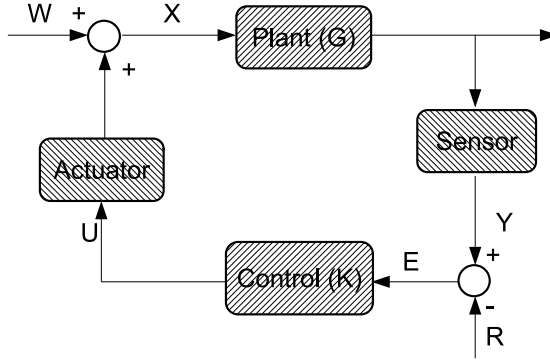 W + X Plant (G)
+
Actuator Sensor
U Y
E +
Control (K)
-
R